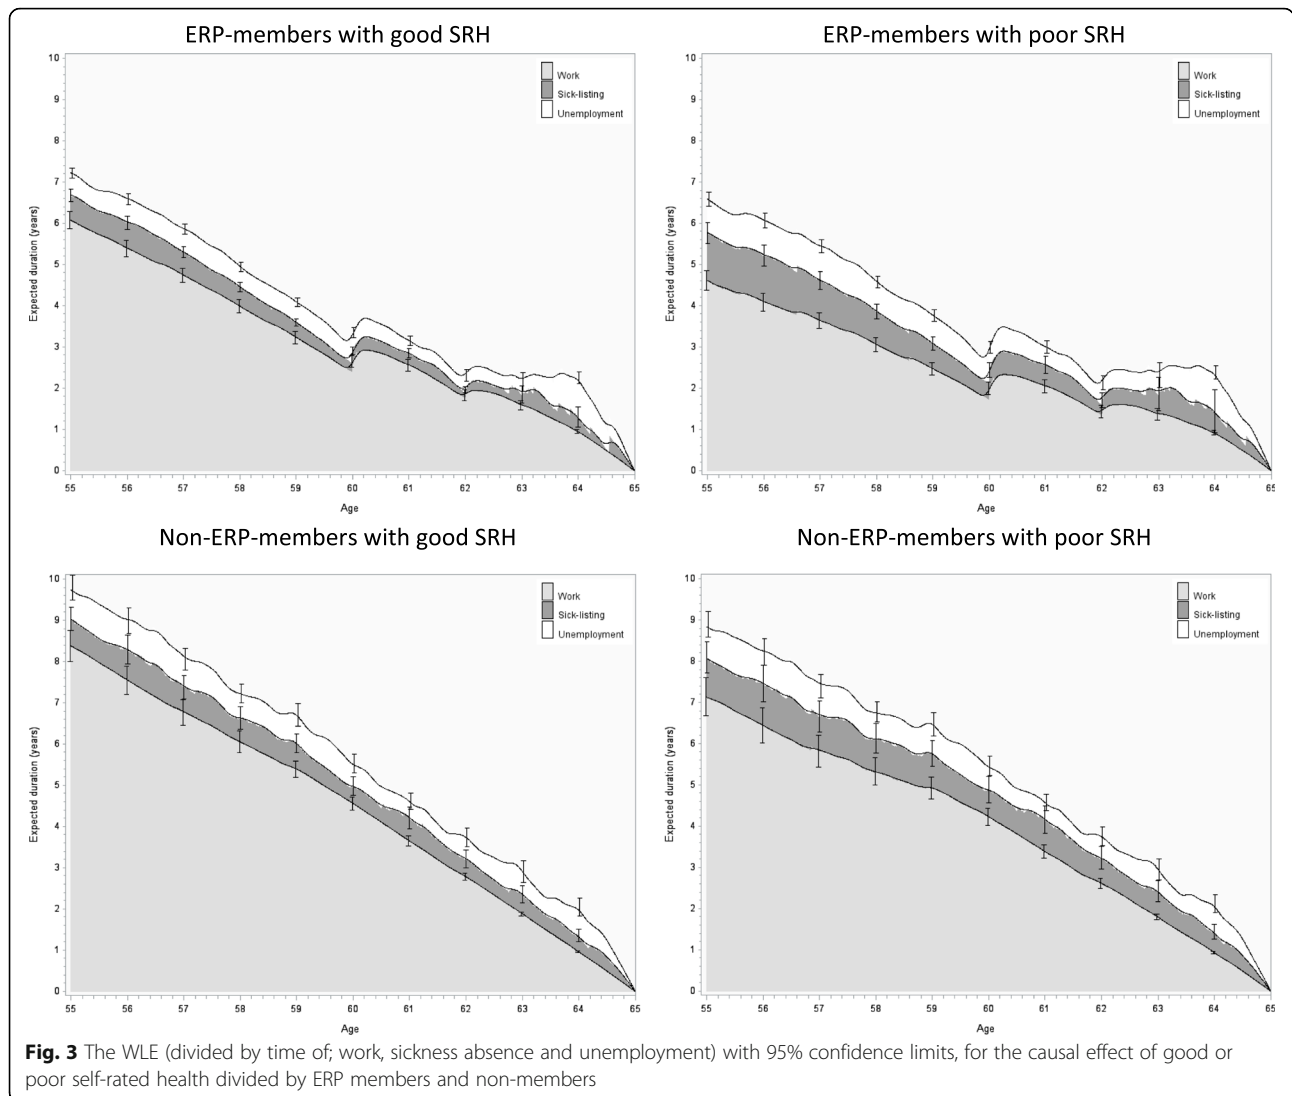 ERP-members with good SRH
10
9
8
7
6
5
4
3
2
1
0
Expected duration (years)
Work
Sick-listing
Unemployment
55 56 57 58 59 60 61 62 63 64 65
Age
ERP-members with poor SRH
10
9
8
7
6
5
4
3
2
1
0
Expected duration (years)
Work
Sick-listing
Unemployment
55 56 57 58 59 60 61 62 63 64 65
Age
Non-ERP-members with good SRH
10
9
8
7
6
5
4
3
2
1
0
Expected duration (years)
Work
Sick-listing
Unemployment
55 56 57 58 59 60 61 62 63 64 65
Age
Non-ERP-members with poor SRH
10
9
8
7
6
5
4
3
2
1
0
Expected duration (years)
Work
Sick-listing
Unemployment
55 56 57 58 59 60 61 62 63 64 65
Age
Fig. 3 The WLE (divided by time of; work, sickness absence and unemployment) with 95% confidence limits, for the causal effect of good or
poor self-rated health divided by ERP members and non-members